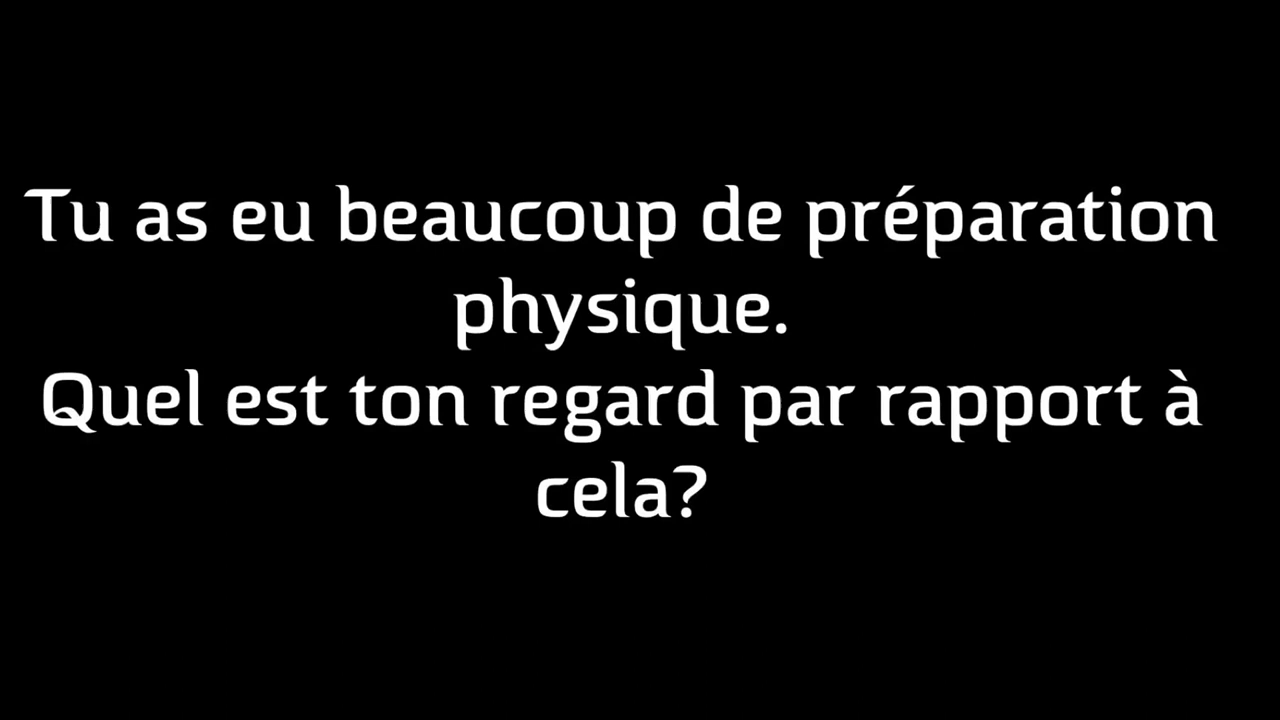 Tu as eu beaucoup de préparation
physique.
Quel est ton regard par rapport à
cela?